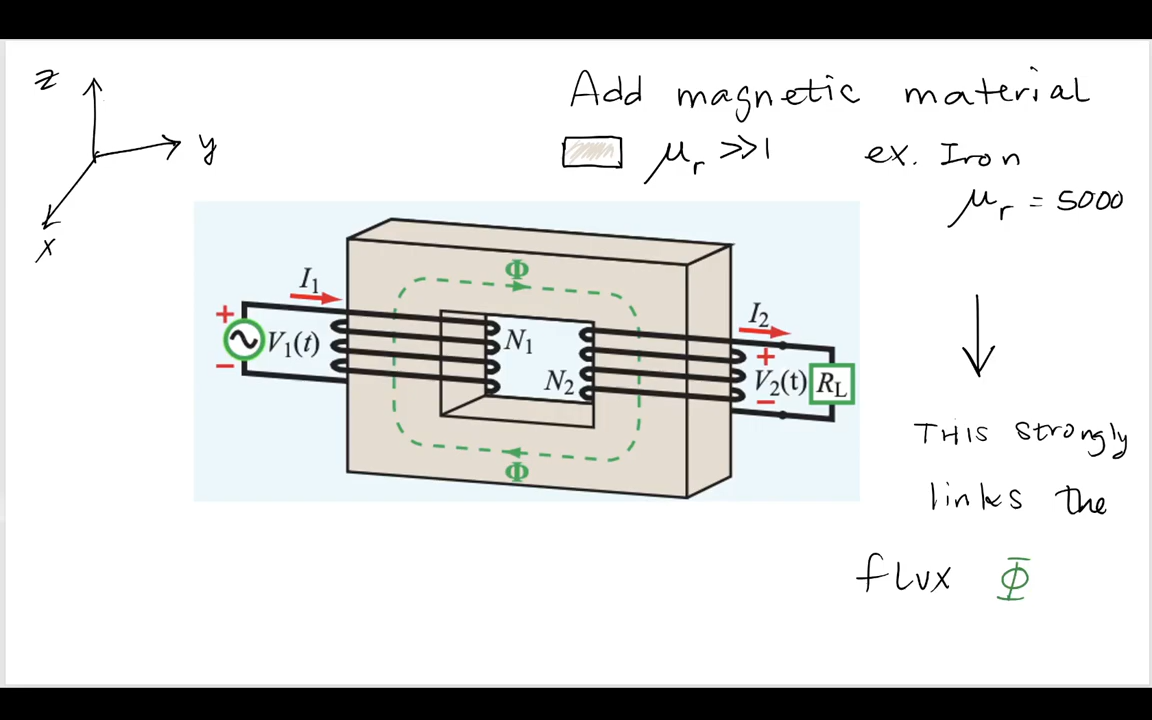 z
Add magnetic material
y
μr >>1 ex. Iron
x
μr = 5000
Φ
I1
+
V1(t)
−
N1
N2
I2
+
V2(t)
−
RL
Φ
THIS strongly
links the
flux Φ